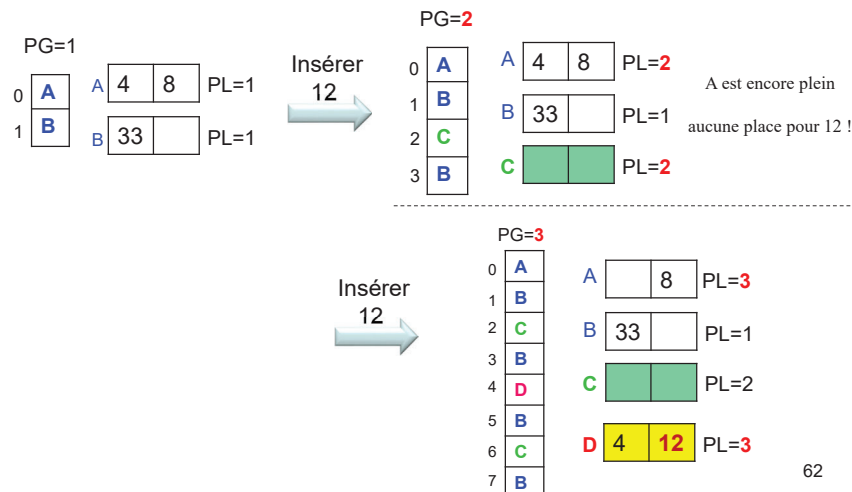 PG=1
0 A
1 B
A 4 8 PL=1
B 33 PL=1
Insérer
12
PG=2
0 A
1 B
2 C
3 B
A 4 8 PL=2
B 33 PL=1
C PL=2
A est encore plein
aucune place pour 12 !
Insérer
12
PG=3
0 A
1 B
2 C
3 B
4 D
5 B
6 C
7 B
A 8 PL=3
B 33 PL=1
C PL=2
D 4 12 PL=3
62